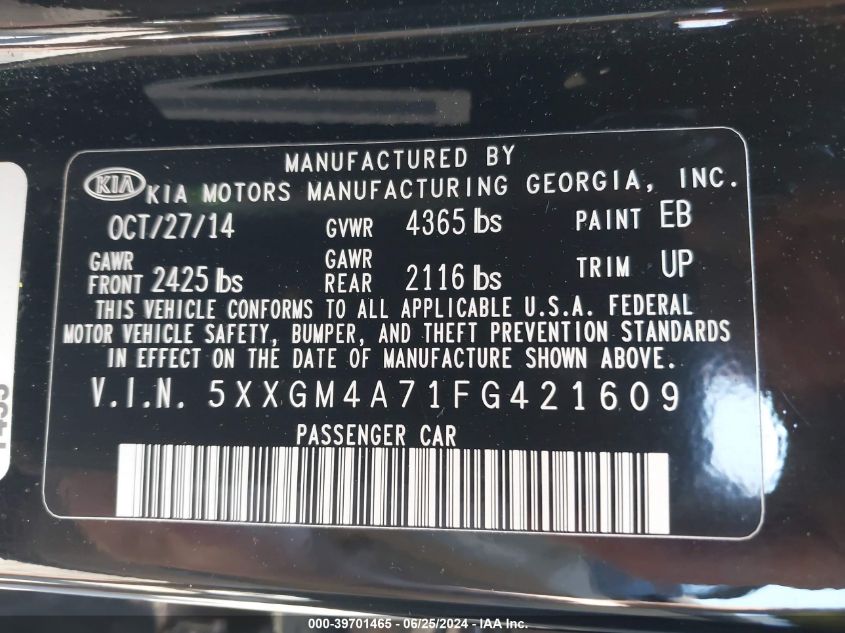 MANUFACTURED BY
KIA KIA MOTORS MANUFACTURING GEORGIA, INC.
OCT/27/14 GVWR 4365 lbs PAINT EB
GAWR FRONT 2425 lbs GAWR REAR 2116 lbs TRIM UP
THIS VEHICLE CONFORMS TO ALL APPLICABLE U.S.A. FEDERAL
MOTOR VEHICLE SAFETY, BUMPER, AND THEFT PREVENTION STANDARDS
IN EFFECT ON THE DATE OF MANUFACTURE SHOWN ABOVE.
V.I.N. 5XXGM4A71FG421609
PASSENGER CAR
000-39701465 - 06/25/2024 - IAA Inc.